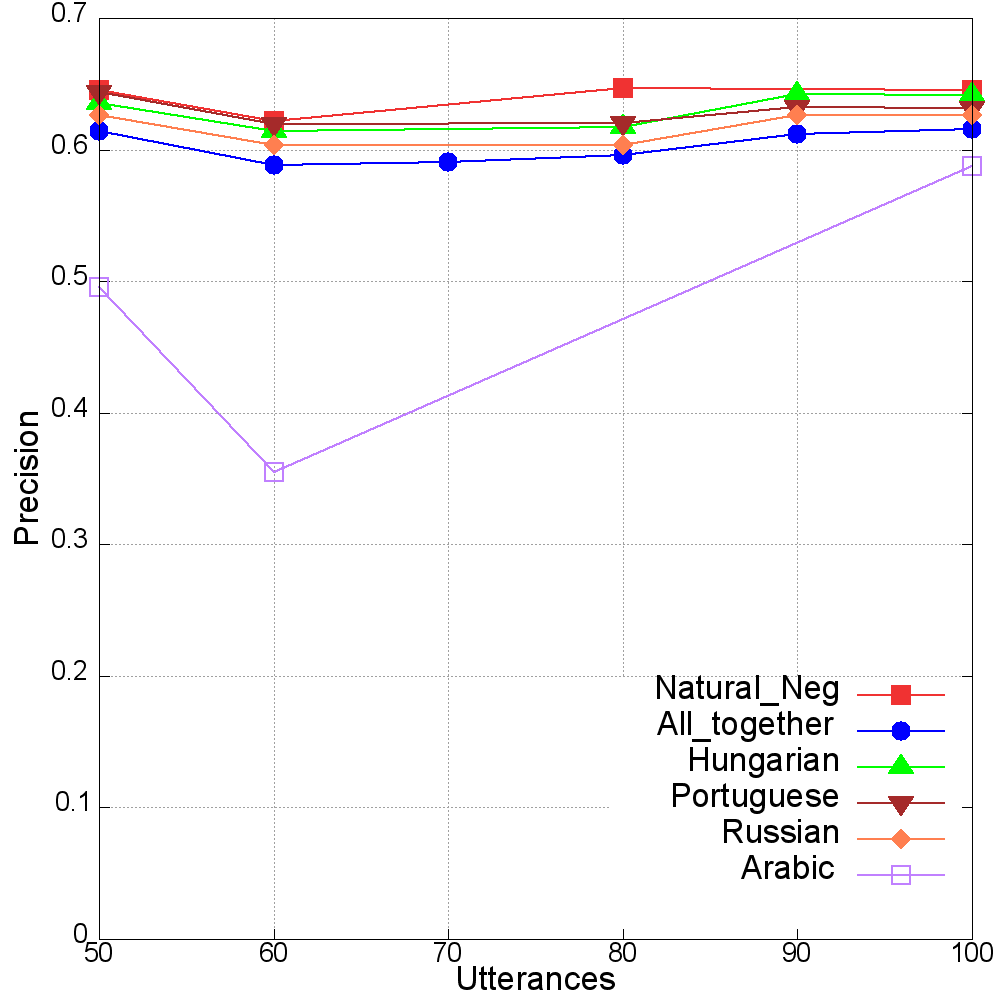 0.7
0.6
0.5
0.4
0.3
0.2
0.1
0
Precision
50 60 70 80 90 100
Utterances
Natural_Neg
All_together
Hungarian
Portuguese
Russian
Arabic